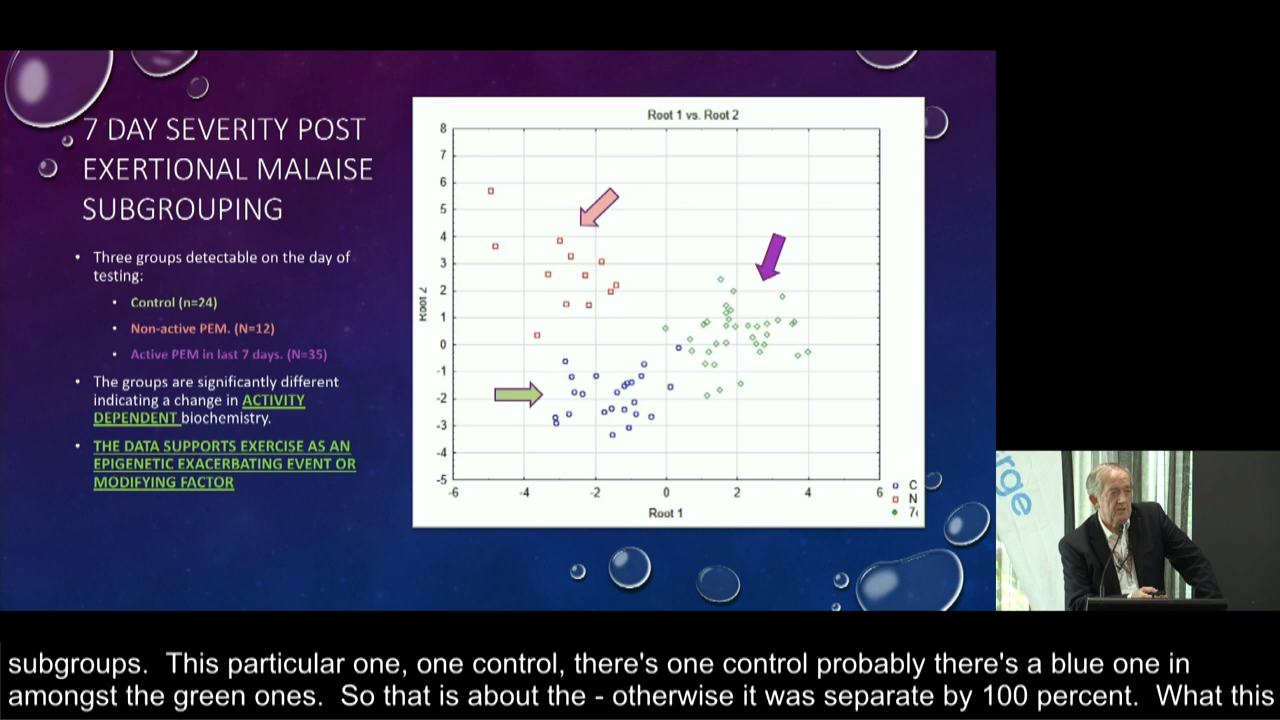 7 DAY SEVERITY POST
EXERTIONAL MALAISE
SUBGROUPING
• Three groups detectable on the day of
testing:
• Control (n=24)
• Non-active PEM. (N=12)
• Active PEM in last 7 days. (N=35)
• The groups are significantly different
indicating a change in ACTIVITY
DEPENDENT biochemistry.
• THE DATA SUPPORTS EXERCISE AS AN
EPIGENETIC EXACERBATING EVENT OR
MODIFYING FACTOR
Root 1 vs. Root 2
8
7
6
5
4
3
2
1
0
-1
-2
-3
-4
-5
Root 2
-6 -4 -2 0 2 4 6
Root 1
C
N
7
rge
subgroups. This particular one, one control, there's one control probably there's a blue one in
amongst the green ones. So that is about the - otherwise it was separate by 100 percent. What this